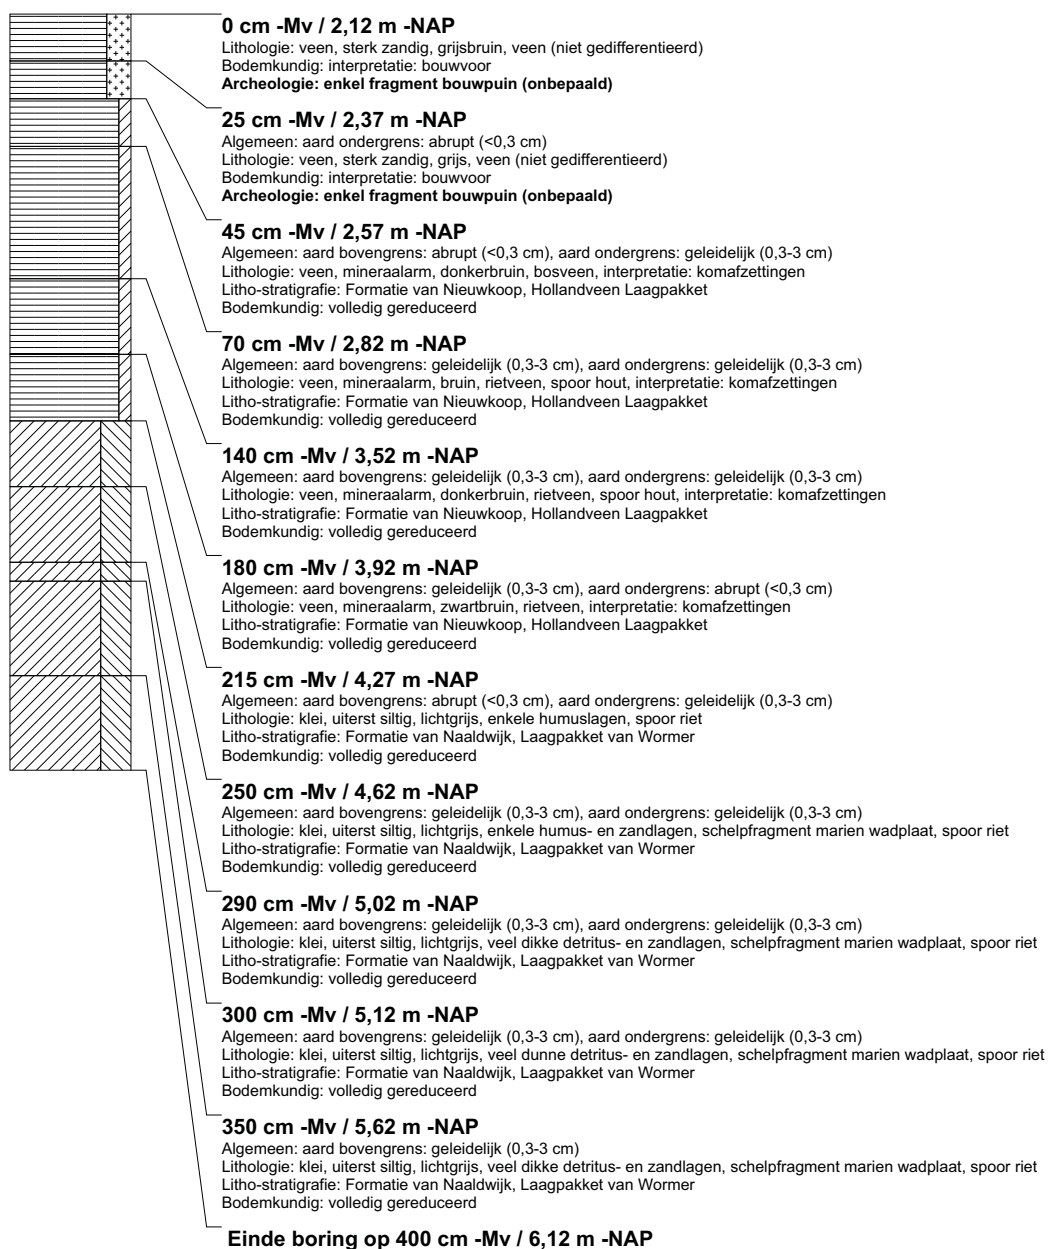 0 cm -Mv / 2,12 m -NAP
Lithologie: veen, sterk zandig, grijsbruin, veen (niet gedifferentieerd)
Bodemkundig: interpretatie: bouwvoor
Archeologie: enkel fragment bouwpuin (onbepaald)
25 cm -Mv / 2,37 m -NAP
Algemeen: aard ondergrens: abrupt (<0,3 cm)
Lithologie: veen, sterk zandig, grijs, veen (niet gedifferentieerd)
Bodemkundig: interpretatie: bouwvoor
Archeologie: enkel fragment bouwpuin (onbepaald)
45 cm -Mv / 2,57 m -NAP
Algemeen: aard bovengrens: abrupt (<0,3 cm), aard ondergrens: geleidelijk (0,3-3 cm)
Lithologie: veen, mineraalarm, donkerbruin, bosveen, interpretatie: komafzettingen
Litho-stratigrafie: Formatie van Nieuwkoop, Hollandveen Laagpakket
Bodemkundig: volledig gereduceerd
70 cm -Mv / 2,82 m -NAP
Algemeen: aard bovengrens: geleidelijk (0,3-3 cm), aard ondergrens: geleidelijk (0,3-3 cm)
Lithologie: veen, mineraalarm, bruin, rietveen, spoor hout, interpretatie: komafzettingen
Litho-stratigrafie: Formatie van Nieuwkoop, Hollandveen Laagpakket
Bodemkundig: volledig gereduceerd
140 cm -Mv / 3,52 m -NAP
Algemeen: aard bovengrens: geleidelijk (0,3-3 cm), aard ondergrens: geleidelijk (0,3-3 cm)
Lithologie: veen, mineraalarm, donkerbruin, rietveen, spoor hout, interpretatie: komafzettingen
Litho-stratigrafie: Formatie van Nieuwkoop, Hollandveen Laagpakket
Bodemkundig: volledig gereduceerd
180 cm -Mv / 3,92 m -NAP
Algemeen: aard bovengrens: geleidelijk (0,3-3 cm), aard ondergrens: abrupt (<0,3 cm)
Lithologie: veen, mineraalarm, zwartbruin, rietveen, interpretatie: komafzettingen
Litho-stratigrafie: Formatie van Nieuwkoop, Hollandveen Laagpakket
Bodemkundig: volledig gereduceerd
215 cm -Mv / 4,27 m -NAP
Algemeen: aard bovengrens: abrupt (<0,3 cm), aard ondergrens: geleidelijk (0,3-3 cm)
Lithologie: klei, uiterst siltig, lichtgrijs, enkele humuslagen, spoor riet
Litho-stratigrafie: Formatie van Naaldwijk, Laagpakket van Wormer
Bodemkundig: volledig gereduceerd
250 cm -Mv / 4,62 m -NAP
Algemeen: aard bovengrens: geleidelijk (0,3-3 cm), aard ondergrens: geleidelijk (0,3-3 cm)
Lithologie: klei, uiterst siltig, lichtgrijs, enkele humus- en zandlagen, schelpfragment marien wadplaat, spoor riet
Litho-stratigrafie: Formatie van Naaldwijk, Laagpakket van Wormer
Bodemkundig: volledig gereduceerd
290 cm -Mv / 5,02 m -NAP
Algemeen: aard bovengrens: geleidelijk (0,3-3 cm), aard ondergrens: geleidelijk (0,3-3 cm)
Lithologie: klei, uiterst siltig, lichtgrijs, veel dikke detritus- en zandlagen, schelpfragment marien wadplaat, spoor riet
Litho-stratigrafie: Formatie van Naaldwijk, Laagpakket van Wormer
Bodemkundig: volledig gereduceerd
300 cm -Mv / 5,12 m -NAP
Algemeen: aard bovengrens: geleidelijk (0,3-3 cm), aard ondergrens: geleidelijk (0,3-3 cm)
Lithologie: klei, uiterst siltig, lichtgrijs, veel dunne detritus- en zandlagen, schelpfragment marien wadplaat, spoor riet
Litho-stratigrafie: Formatie van Naaldwijk, Laagpakket van Wormer
Bodemkundig: volledig gereduceerd
350 cm -Mv / 5,62 m -NAP
Algemeen: aard bovengrens: geleidelijk (0,3-3 cm)
Lithologie: klei, uiterst siltig, lichtgrijs, veel dikke detritus- en zandlagen, schelpfragment marien wadplaat, spoor riet
Litho-stratigrafie: Formatie van Naaldwijk, Laagpakket van Wormer
Bodemkundig: volledig gereduceerd
Einde boring op 400 cm -Mv / 6,12 m -NAP